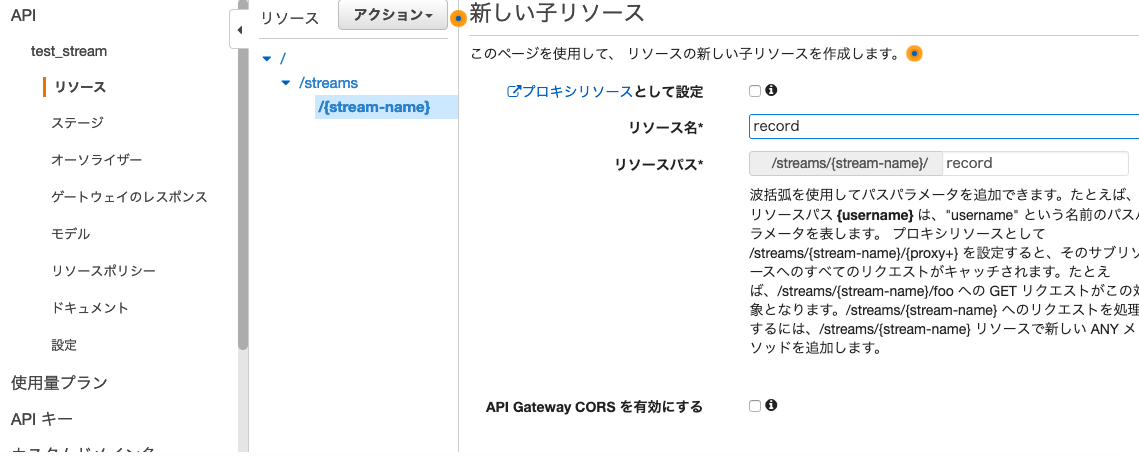 API
test_stream
リソース
ステージ
オーソライザー
ゲートウェイのレスポンス
モデル
リソースポリシー
ドキュメント
設定
使用量プラン
API キー
リソース
アクション
/
/streams
/{stream-name}
新しい子リソース
このページを使用して、 リソースの新しい子リソースを作成します。
プロキシリソースとして設定
リソース名*
record
リソースパス*
/streams/{stream-name}/
record
波括弧を使用してパスパラメータを追加できます。たとえば、
リソースパス {username} は、"username" という名前のパスパ
ラメータを表します。 プロキシリソースとして
/streams/{stream-name}/{proxy+} を設定すると、そのサブリソ
ースへのすべてのリクエストがキャッチされます。たとえ
ば、/streams/{stream-name}/foo への GET リクエストがこの対
象となります。/streams/{stream-name} へのリクエストを処理
するには、/streams/{stream-name} リソースで新しい ANY メ
ソッドを追加します。
API Gateway CORS を有効にする